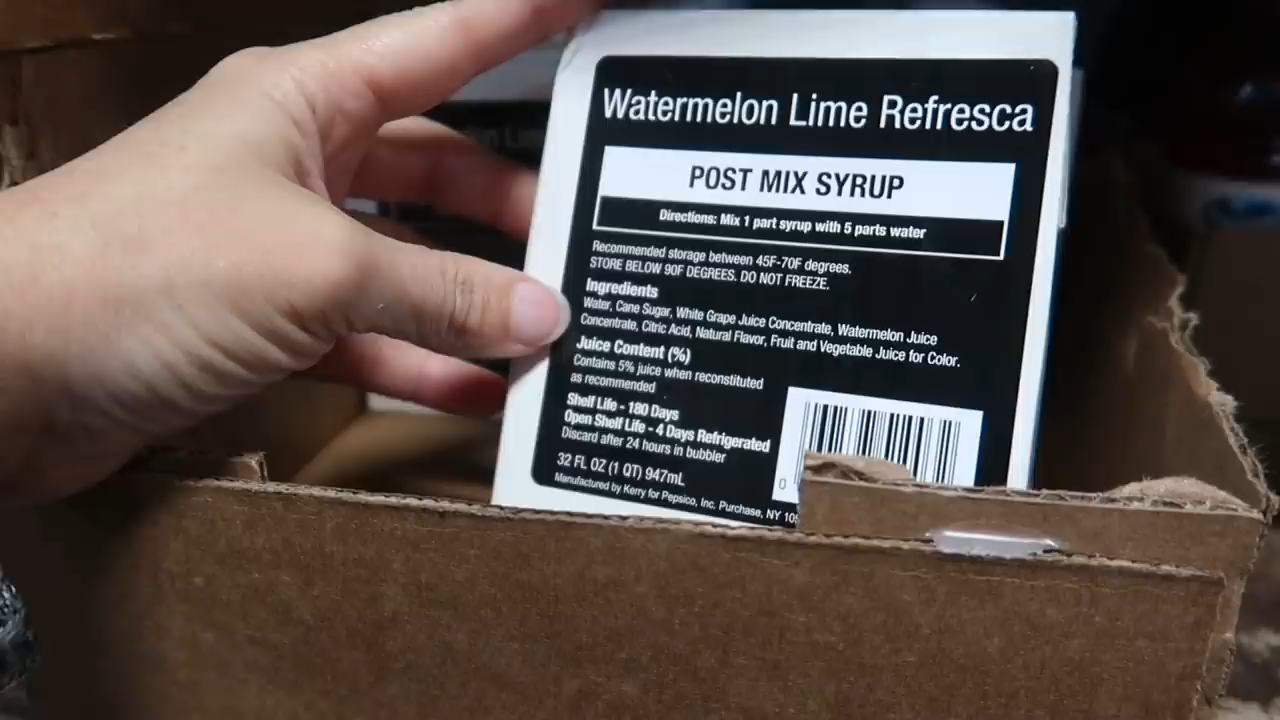 Watermelon Lime Refresca
POST MIX SYRUP
Directions: Mix 1 part syrup with 5 parts water
Recommended storage between 45F-70F degrees.
STORE BELOW 90F DEGREES. DO NOT FREEZE.
Ingredients
Water, Cane Sugar, White Grape Juice Concentrate, Watermelon Juice
Concentrate, Citric Acid, Natural Flavor, Fruit and Vegetable Juice for Color.
Juice Content (%)
Contains 5% juice when reconstituted
as recommended
Shelf Life - 180 Days
Open Shelf Life - 4 Days Refrigerated
Discard after 24 hours in bubbler
32 FL OZ (1 QT) 947mL
Manufactured by Kerry for Pepsico, Inc. Purchase, NY
0